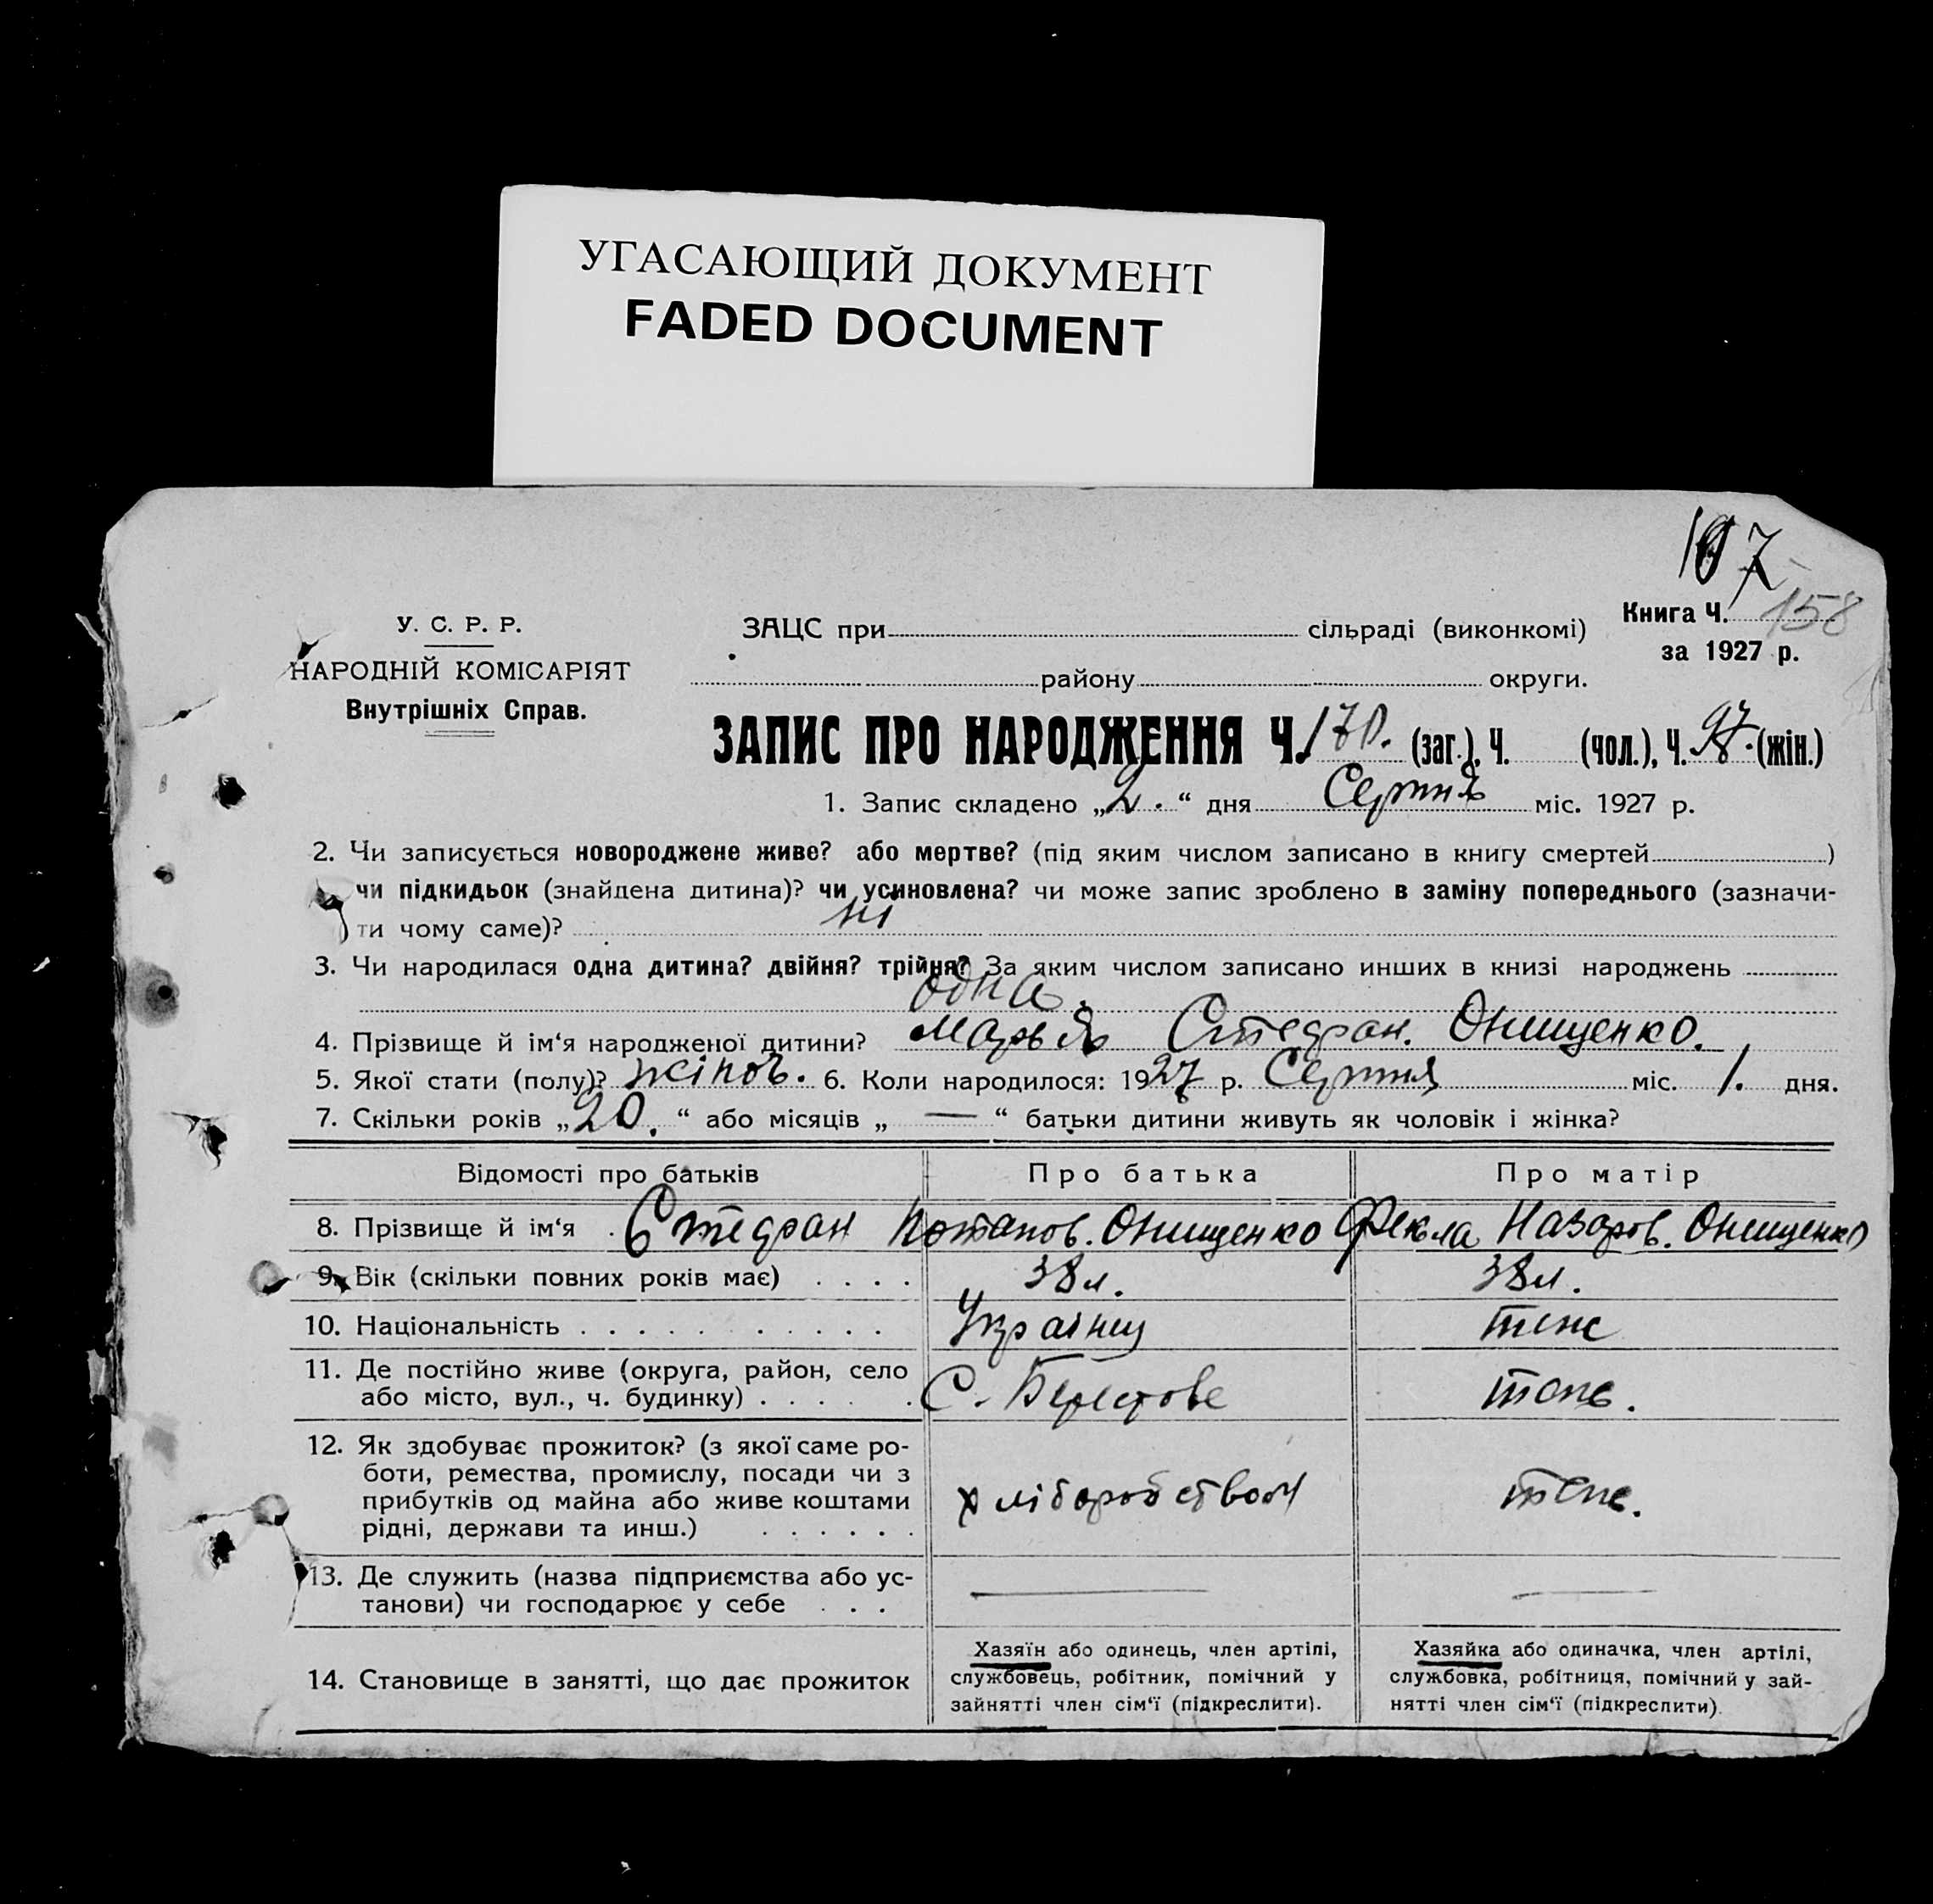 УГАСАЮЩИЙ ДОКУМЕНТ
FADED DOCUMENT
107
У. С. Р. Р.
ЗАЦС при сільраді (виконкомі)
Книга Ч. 158
НАРОДНІЙ КОМІСАРІЯТ
району округи.
за 1927 р.
Внутрішніх Справ.
ЗАПИС ПРО НАРОДЖЕННЯ Ч. 170. (заг.), Ч. (чол.), Ч. 97. (жін.)
1. Запис складено „2.“ дня Серпня міс. 1927 р.
2. Чи записується новороджене живе? або мертве? (під яким числом записано в книгу смертей )
чи підкидьок (знайдена дитина)? чи усиновлена? чи може запис зроблено в заміну попереднього (зазначи-
ти чому саме)? ні
3. Чи народилася одна дитина? двійня? трійня? За яким числом записано инших в книзі народжень
одна.
4. Прізвище й ім‘я народженої дитини? Марья Стефан. Онищенко.
5. Якої стати (полу)? жіноч. 6. Коли народилося: 1927 р. Серпня міс. 1. дня.
7. Скільки років „20.“ або місяців „—“ батьки дитини живуть як чоловік і жінка?
Відомості про батьків Про батька Про матір
8. Прізвище й ім‘я . Стефан Потапов. Онищенко Фекла Назаров. Онищенко
9. Вік (скільки повних років має) . . . . 38 л. 38 л.
10. Національність . . . . . . . . . . . Українц тож
11. Де постійно живе (округа, район, село
або місто, вул., ч. будинку) . . . . . . С. Берестове тож.
12. Як здобуває прожиток? (з якої саме ро-
боти, ремества, промислу, посади чи з
прибутків од майна або живе коштами
рідні, держави та инш.) . . . . . . хліборобством тож.
13. Де служить (назва підприємства або ус-
танови) чи господарює у себе . . . — —
14. Становище в занятті, що дає прожиток
Хазяїн або одинець, член артілі,
службовець, робітник, помічний у
зайнятті член сім‘ї (підкреслити).
Хазяйка або одиначка, член артілі,
службовка, робітниця, помічний у зай-
нятті член сім‘ї (підкреслити)